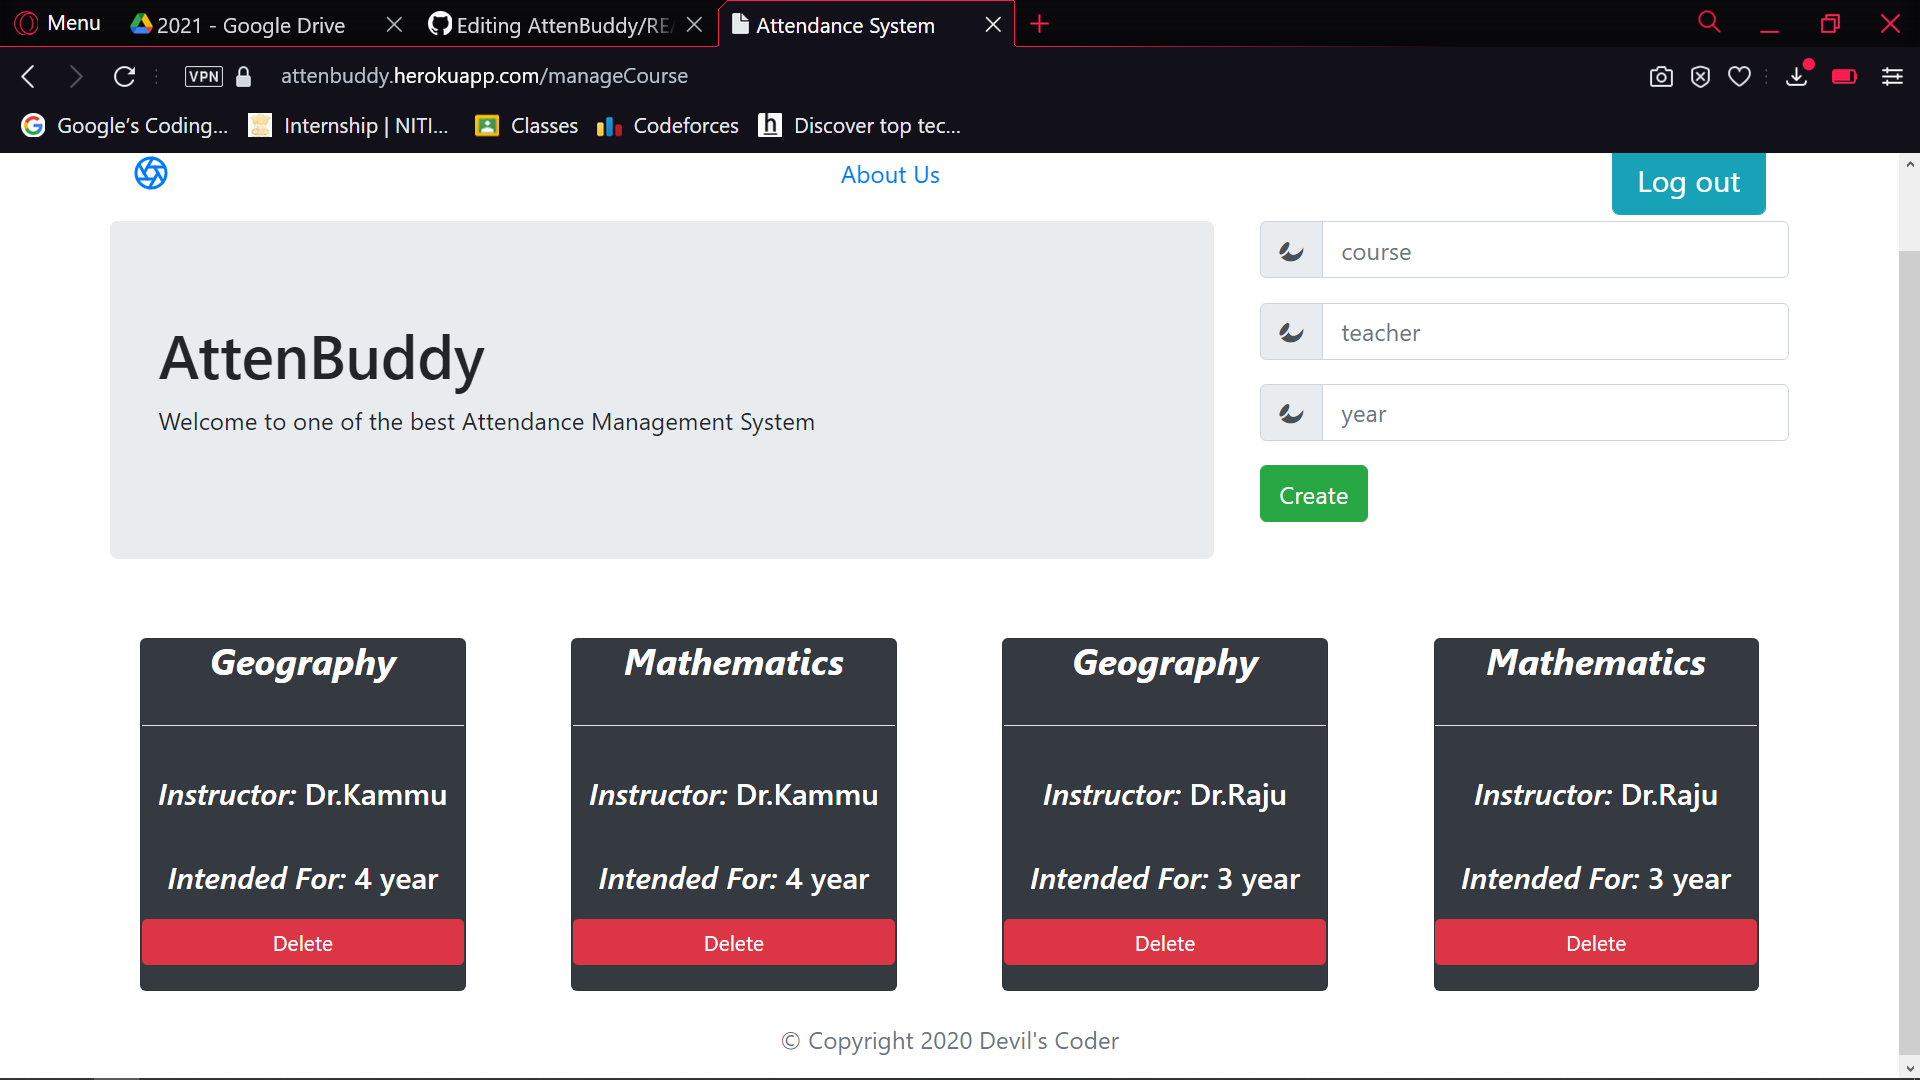 Menu
2021 - Google Drive
Editing AttenBuddy/RE
Attendance System
VPN
attenbuddy.herokuapp.com/manageCourse
Google's Coding...
Internship | NITI...
Classes
Codeforces
h
Discover top tec...
About Us
Log out
AttenBuddy
Welcome to one of the best Attendance Management System
course
teacher
year
Create
Geography
Instructor: Dr.Kammu
Intended For: 4 year
Delete
Mathematics
Instructor: Dr.Kammu
Intended For: 4 year
Delete
Geography
Instructor: Dr.Raju
Intended For: 3 year
Delete
Mathematics
Instructor: Dr.Raju
Intended For: 3 year
Delete
© Copyright 2020 Devil's Coder